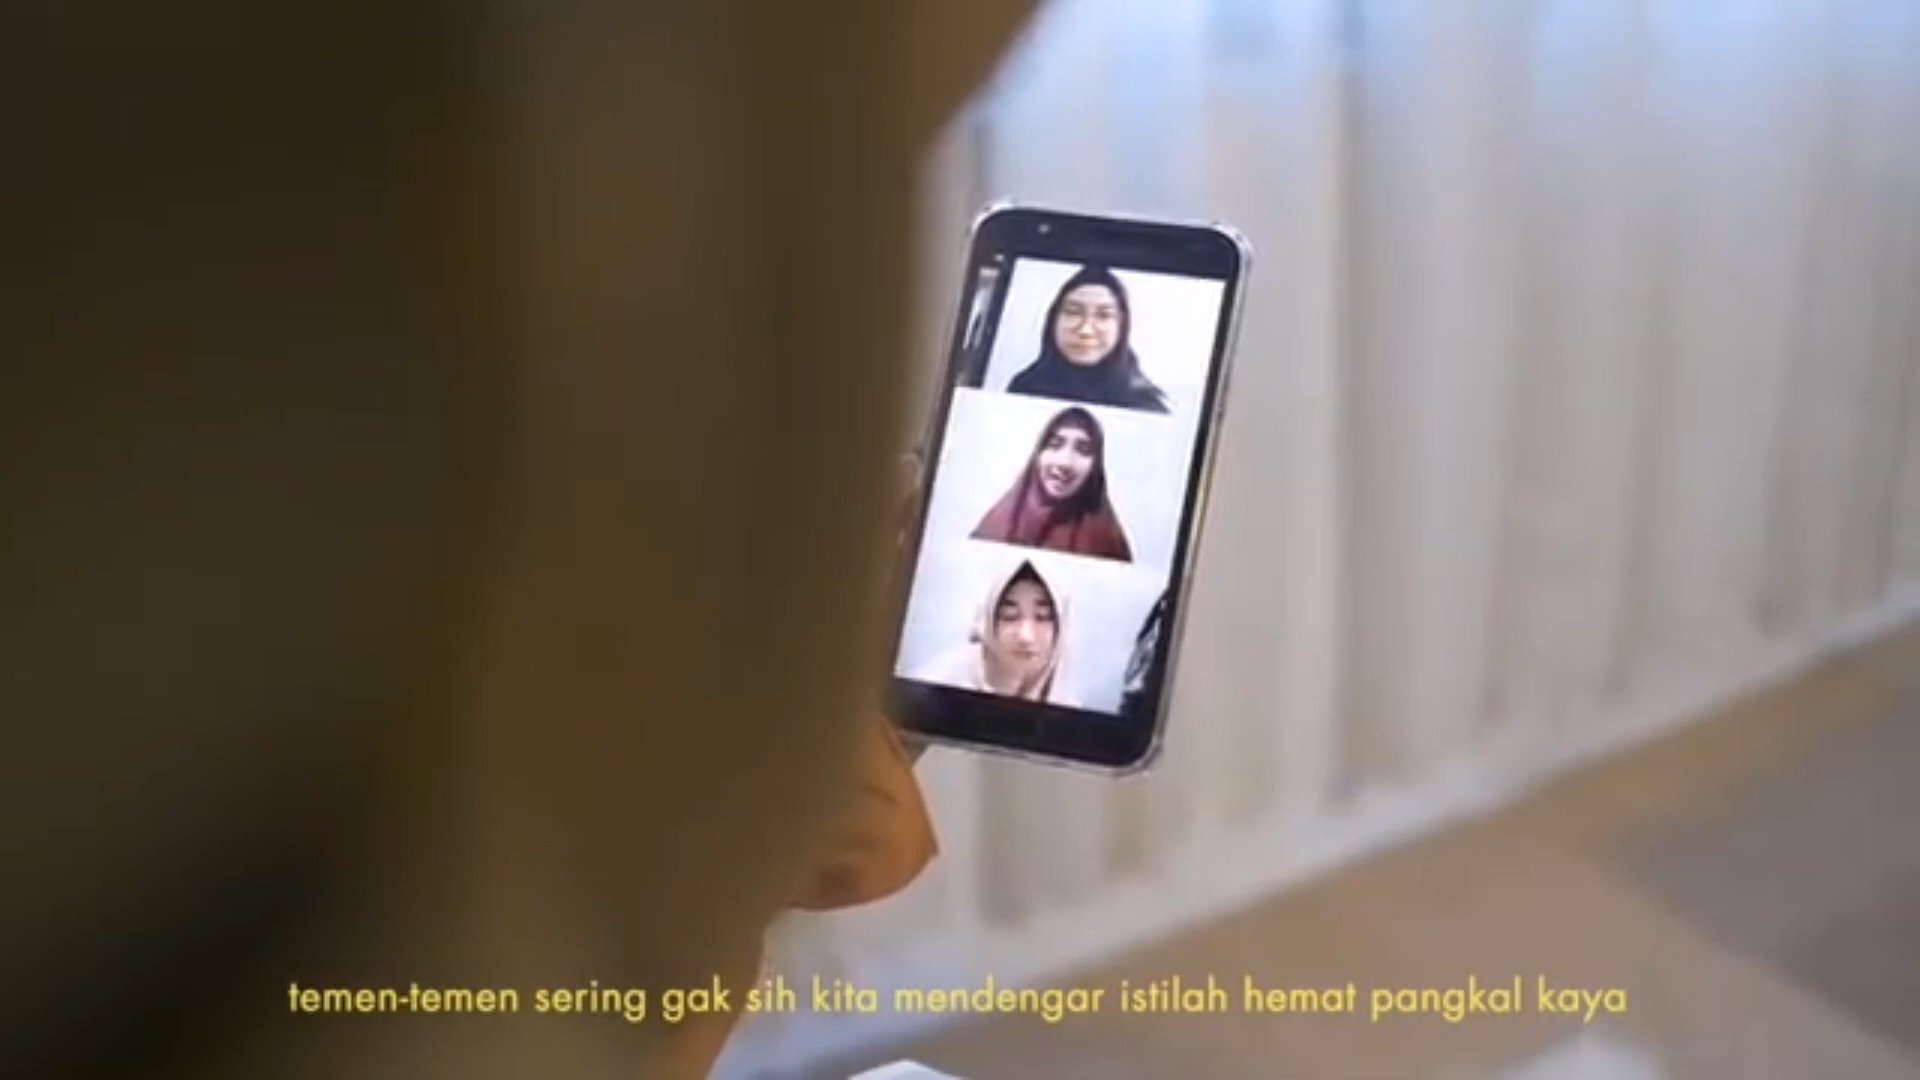 temen-temen sering gak sih kita mendengar istilah hemat pangkal kaya